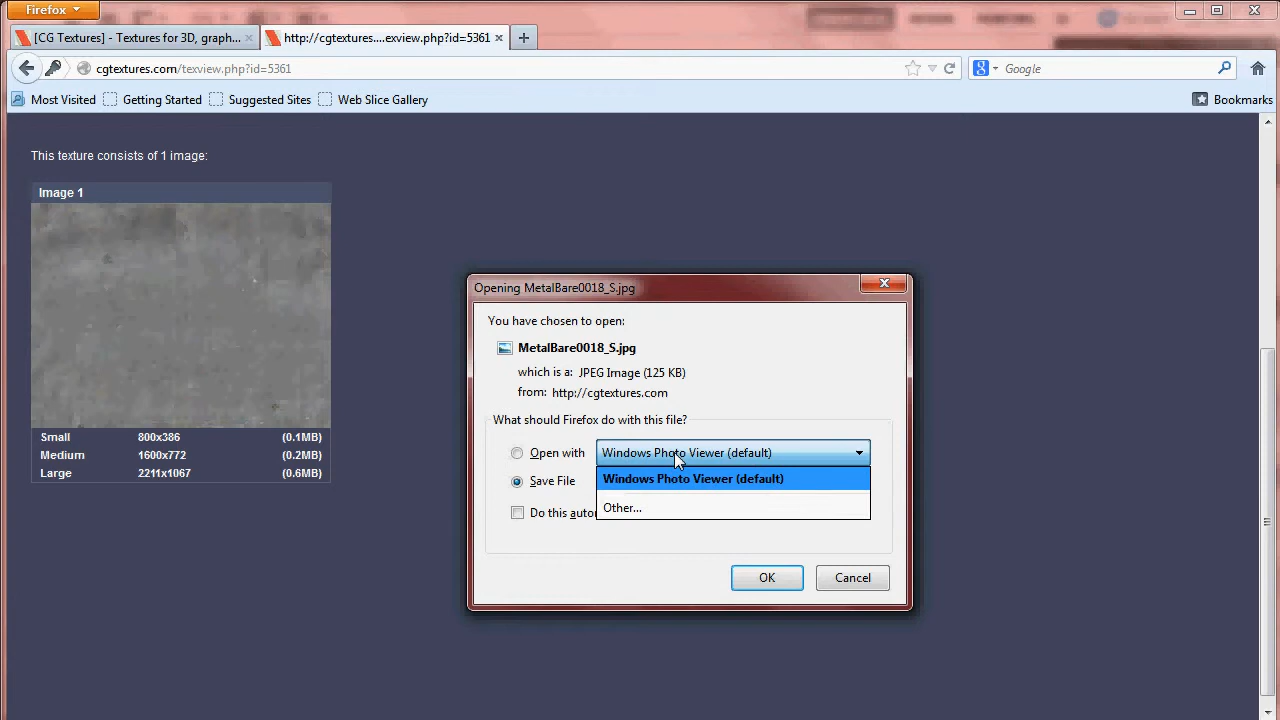 Firefox
[CG Textures] - Textures for 3D, graph...
http://cgtextures....exview.php?id=5361
cgtextures.com/texview.php?id=5361
Google
Most Visited
Getting Started
Suggested Sites
Web Slice Gallery
Bookmarks
This texture consists of 1 image:
Image 1
Small 800x386 (0.1MB)
Medium 1600x772 (0.2MB)
Large 2211x1067 (0.6MB)
Opening MetalBare0018_S.jpg
You have chosen to open:
MetalBare0018_S.jpg
which is a: JPEG Image (125 KB)
from: http://cgtextures.com
What should Firefox do with this file?
Open with Windows Photo Viewer (default)
Windows Photo Viewer (default)
Save File
Other...
Do this autor
OK
Cancel